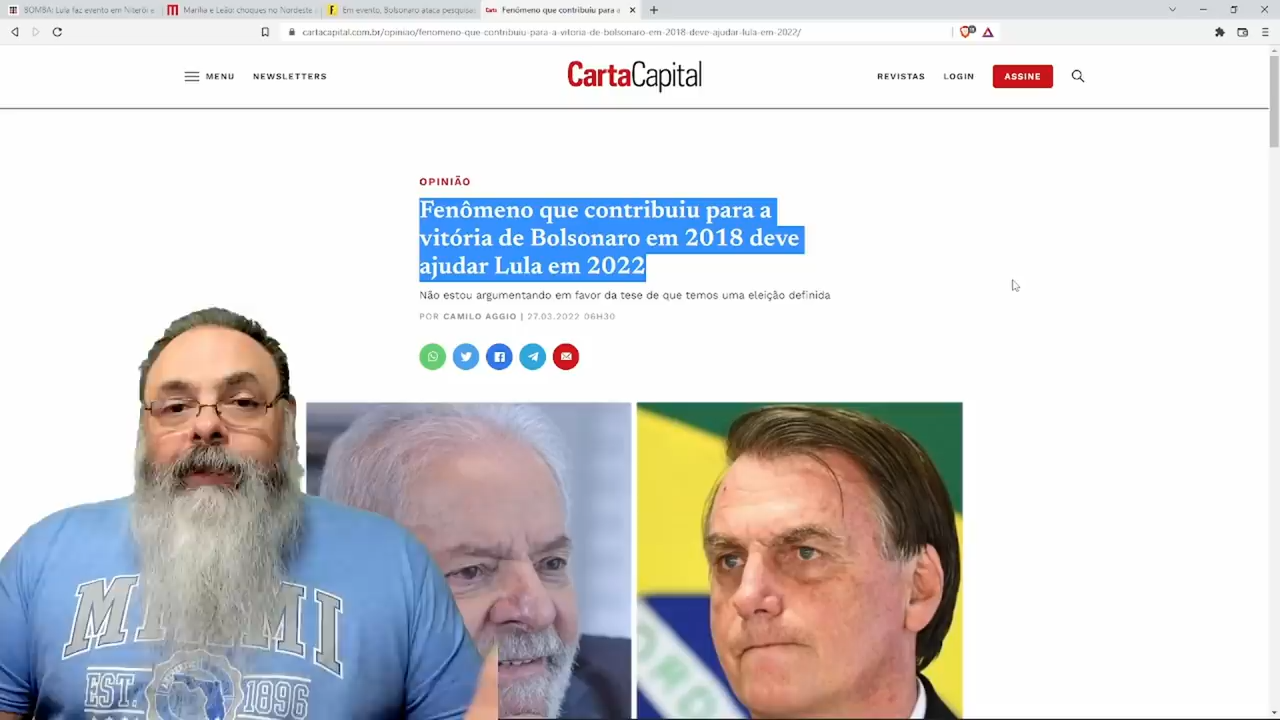 BOMBA: Lula faz evento em Niterói e
Manha e Leão: choques no Nordeste
Em evento, Bolsonaro ataca pesquisa
Carta Fenômeno que contribuiu para o
cartacapital.com.br/opiniao/fenomeno-que-contribuiu-para-a-vitoria-de-bolsonaro-em-2018-deve-ajudar-lula-em-2022/
MENU NEWSLETTERS CartaCapital REVISTAS LOGIN ASSINE
OPINIÃO
Fenômeno que contribuiu para a
vitória de Bolsonaro em 2018 deve
ajudar Lula em 2022
Não estou argumentando em favor da tese de que temos uma eleição definida
POR CAMILO AGGIO | 27.03.2022 06H30
MIAMI
EST. 1896